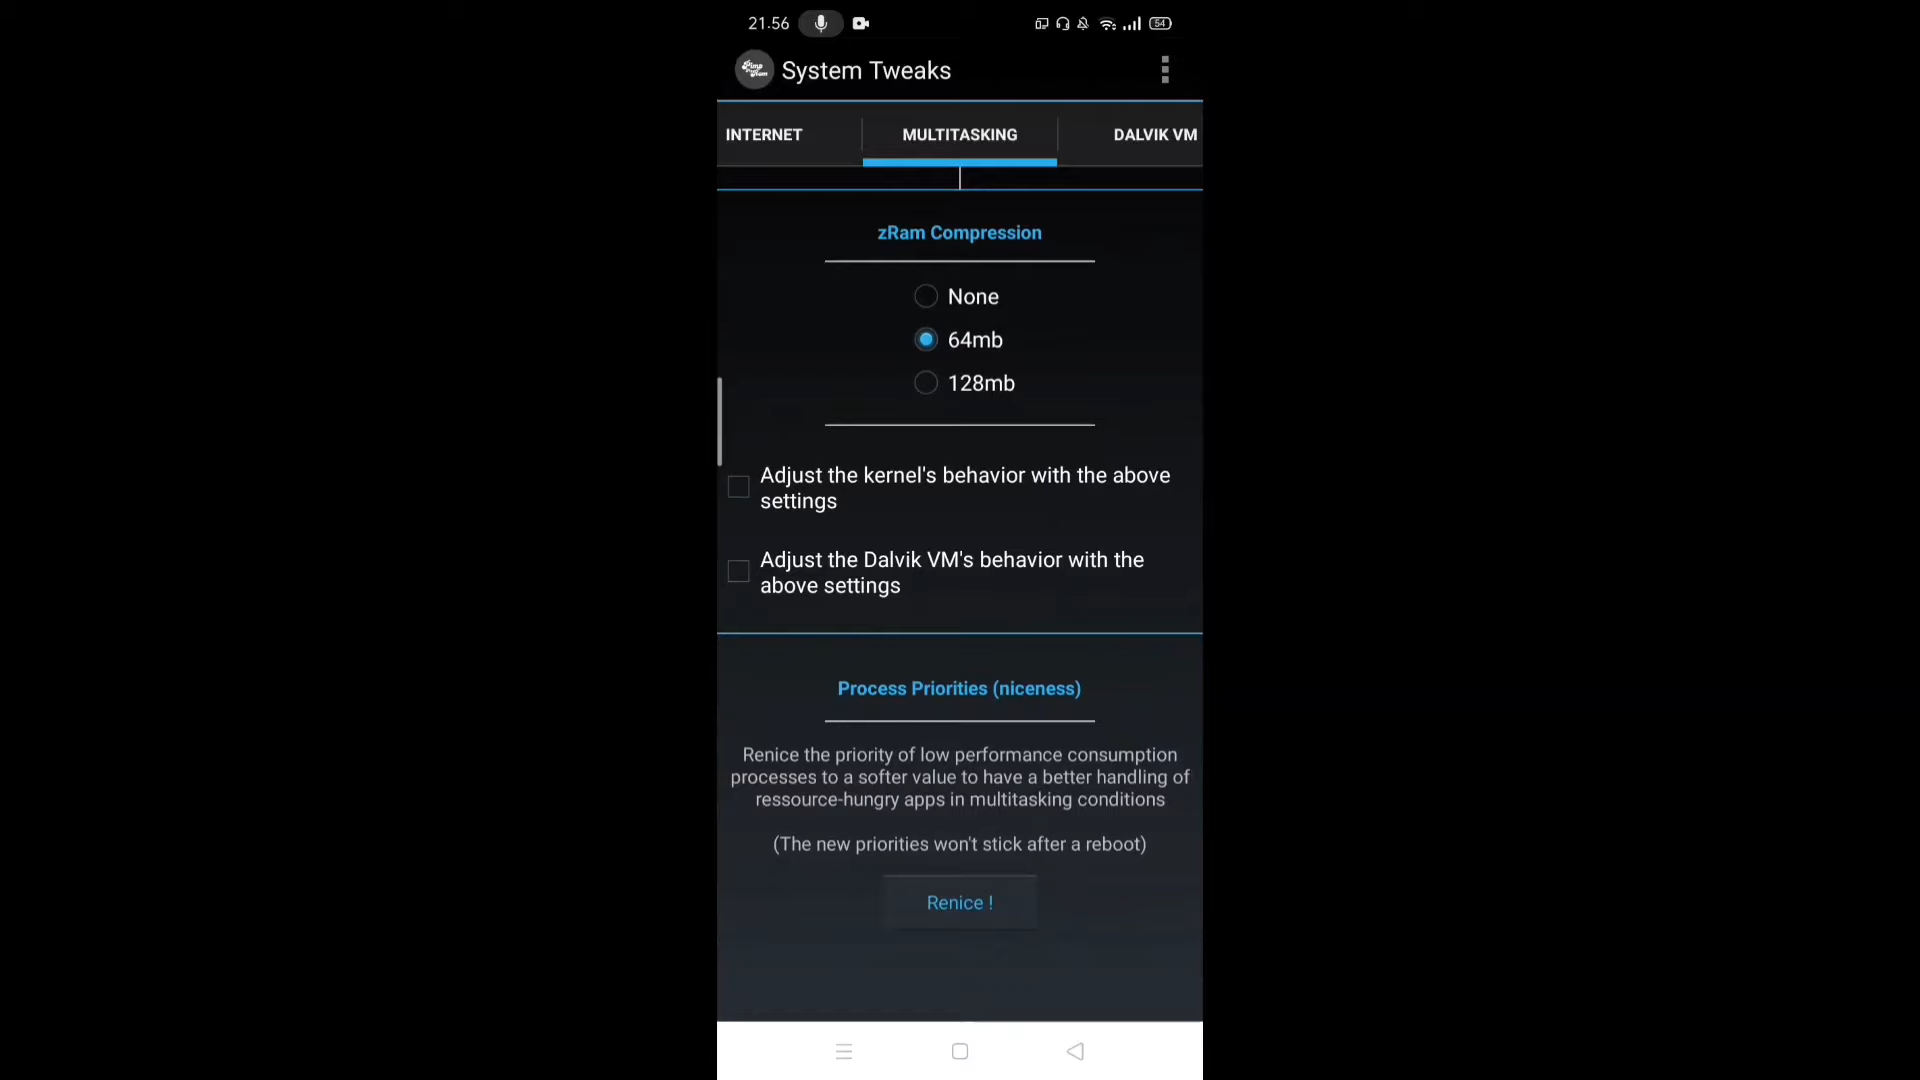 21.56
54
System Tweaks
INTERNET
MULTITASKING
DALVIK VM
zRam Compression
None
64mb
128mb
Adjust the kernel's behavior with the above
settings
Adjust the Dalvik VM's behavior with the
above settings
Process Priorities (niceness)
Renice the priority of low performance consumption
processes to a softer value to have a better handling of
ressource-hungry apps in multitasking conditions
(The new priorities won't stick after a reboot)
Renice !